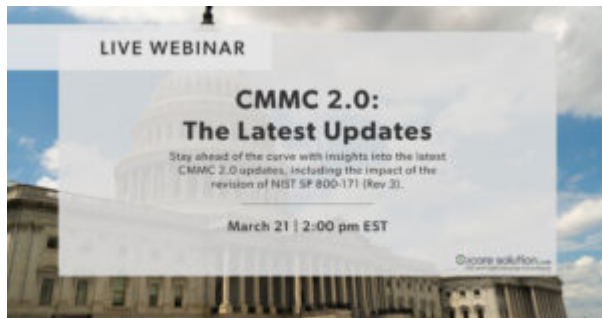 LIVE WEBINAR
CMMC 2.0:
The Latest Updates
Stay ahead of the curve with insights into the latest
CMMC 2.0 updates, including the impact of the
revision of NIST SP 800-171 (Rev 3).
March 21 | 2:00 pm EST
core solution